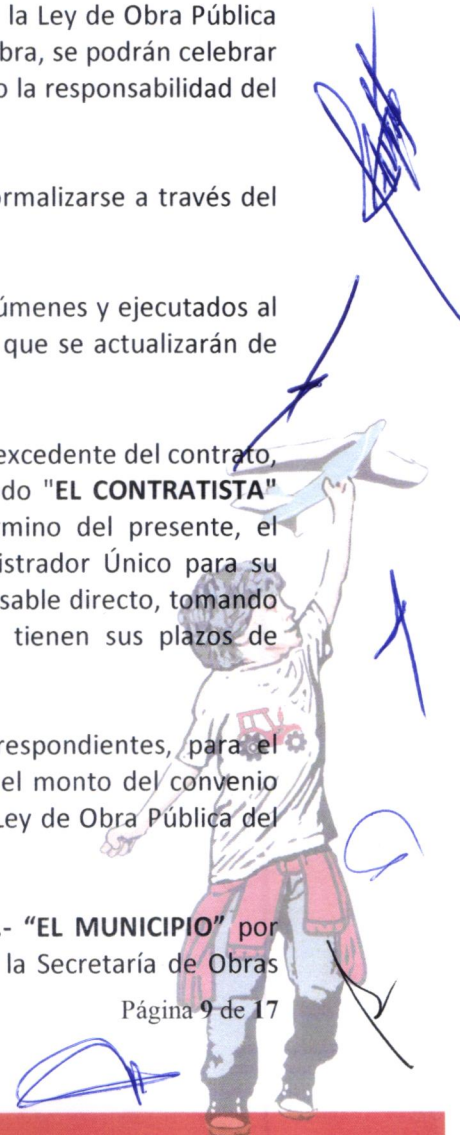 la Ley de Obra Pública
bra, se podrán celebrar
o la responsabilidad del
ormalizarse a través del
úmenes y ejecutados al
que se actualizarán de
excedente del contrato,
do "EL CONTRATISTA"
rmino del presente, el
istrador Único para su
sable directo, tomando
tienen sus plazos de
respondientes, para el
el monto del convenio
Ley de Obra Pública del
.- "EL MUNICIPIO" por
la Secretaría de Obras
Página 9 de 17